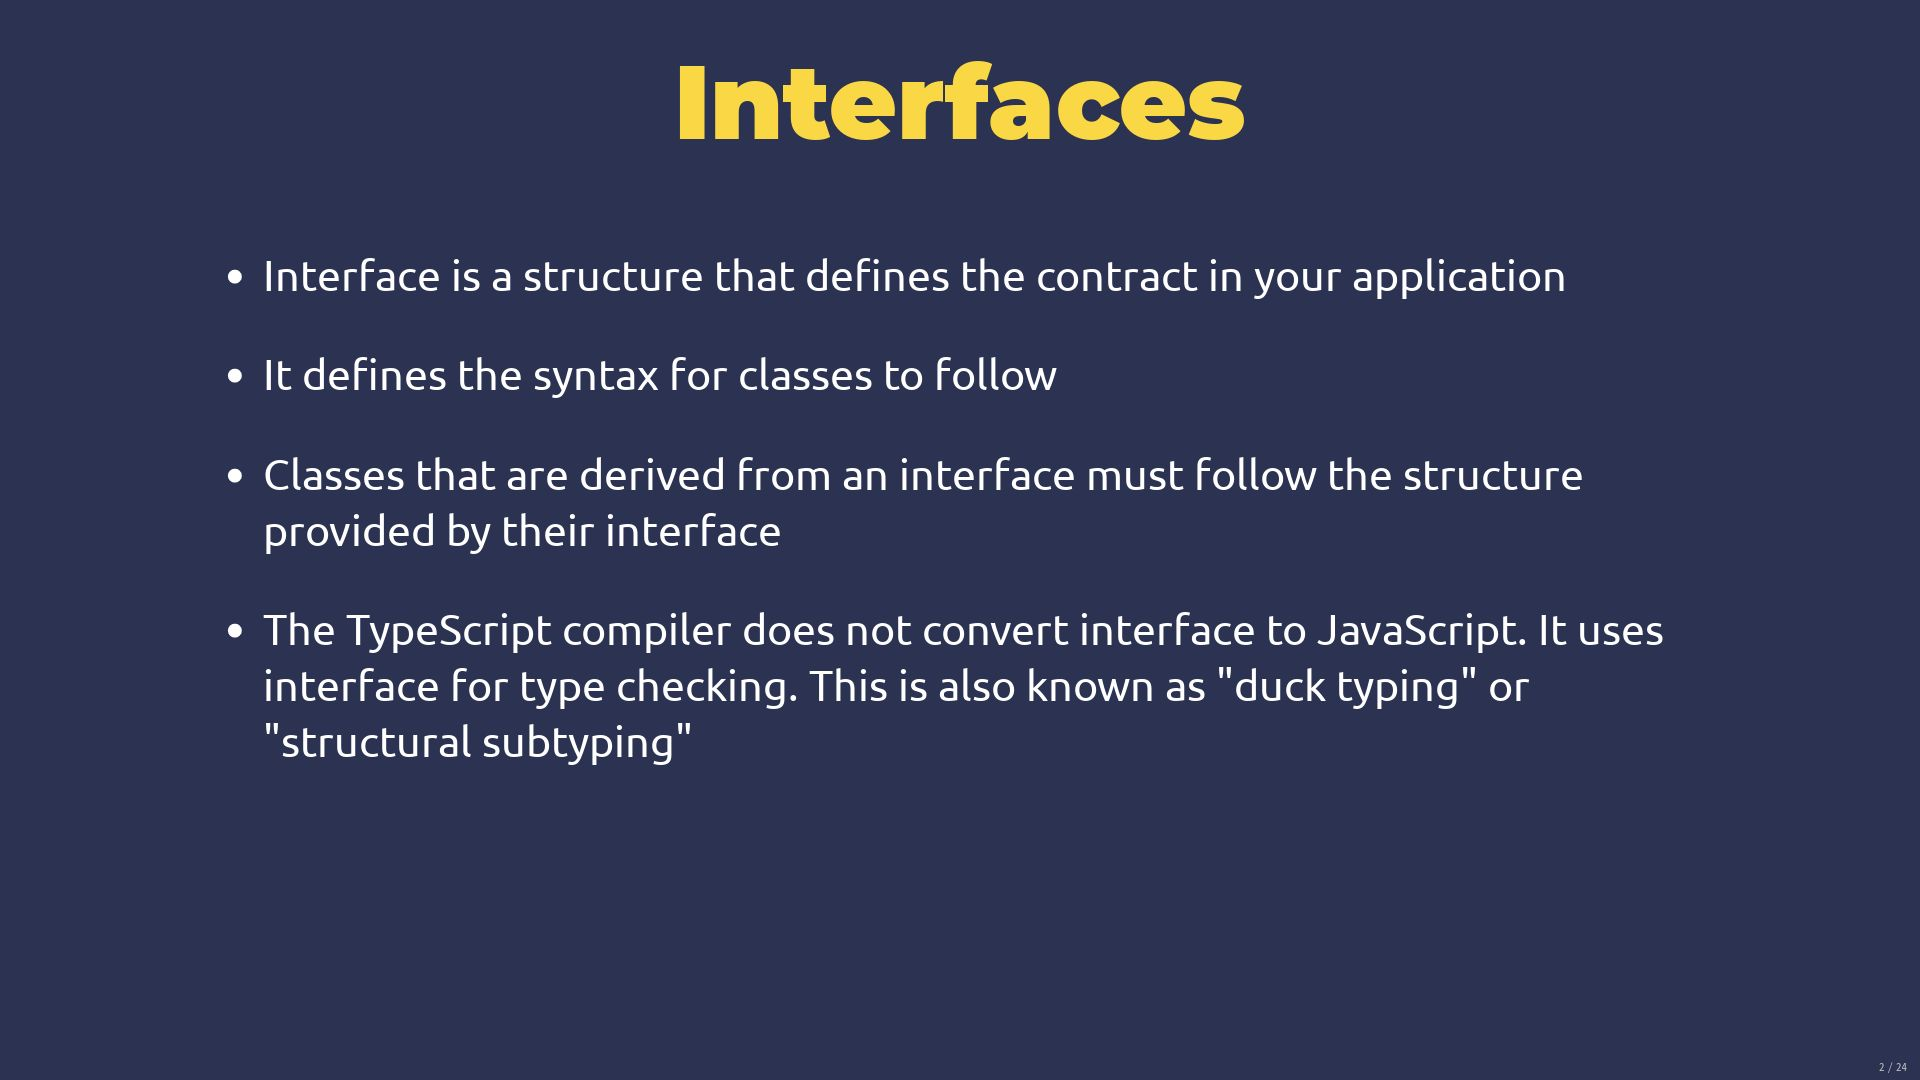 Interfaces
• Interface is a structure that defines the contract in your application
• It defines the syntax for classes to follow
• Classes that are derived from an interface must follow the structure
provided by their interface
• The TypeScript compiler does not convert interface to JavaScript. It uses
interface for type checking. This is also known as "duck typing" or
"structural subtyping"
2 / 24